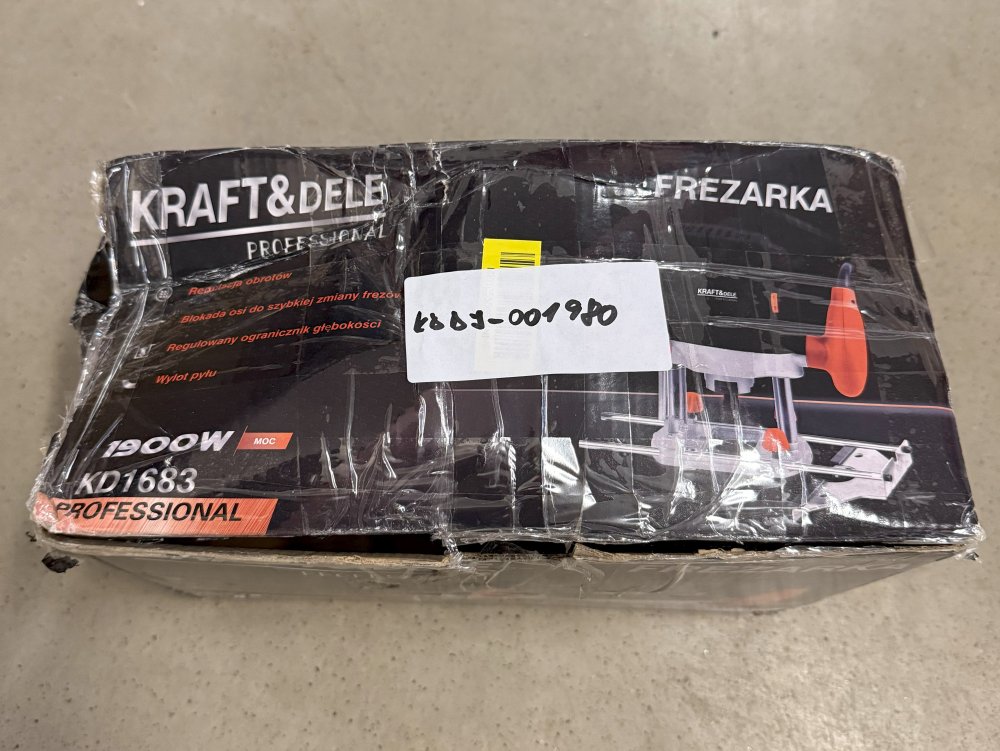 KRAFT&DELE
PROFESSIONAL
FREZARKA
Regulacja obrotów
Blokada osi do szybkiej zmiany frezów
Regulowany ogranicznik głębokości
Wylot pyłu
-001980
KRAFT&DELE
1900W MOC
KD1683
PROFESSIONAL